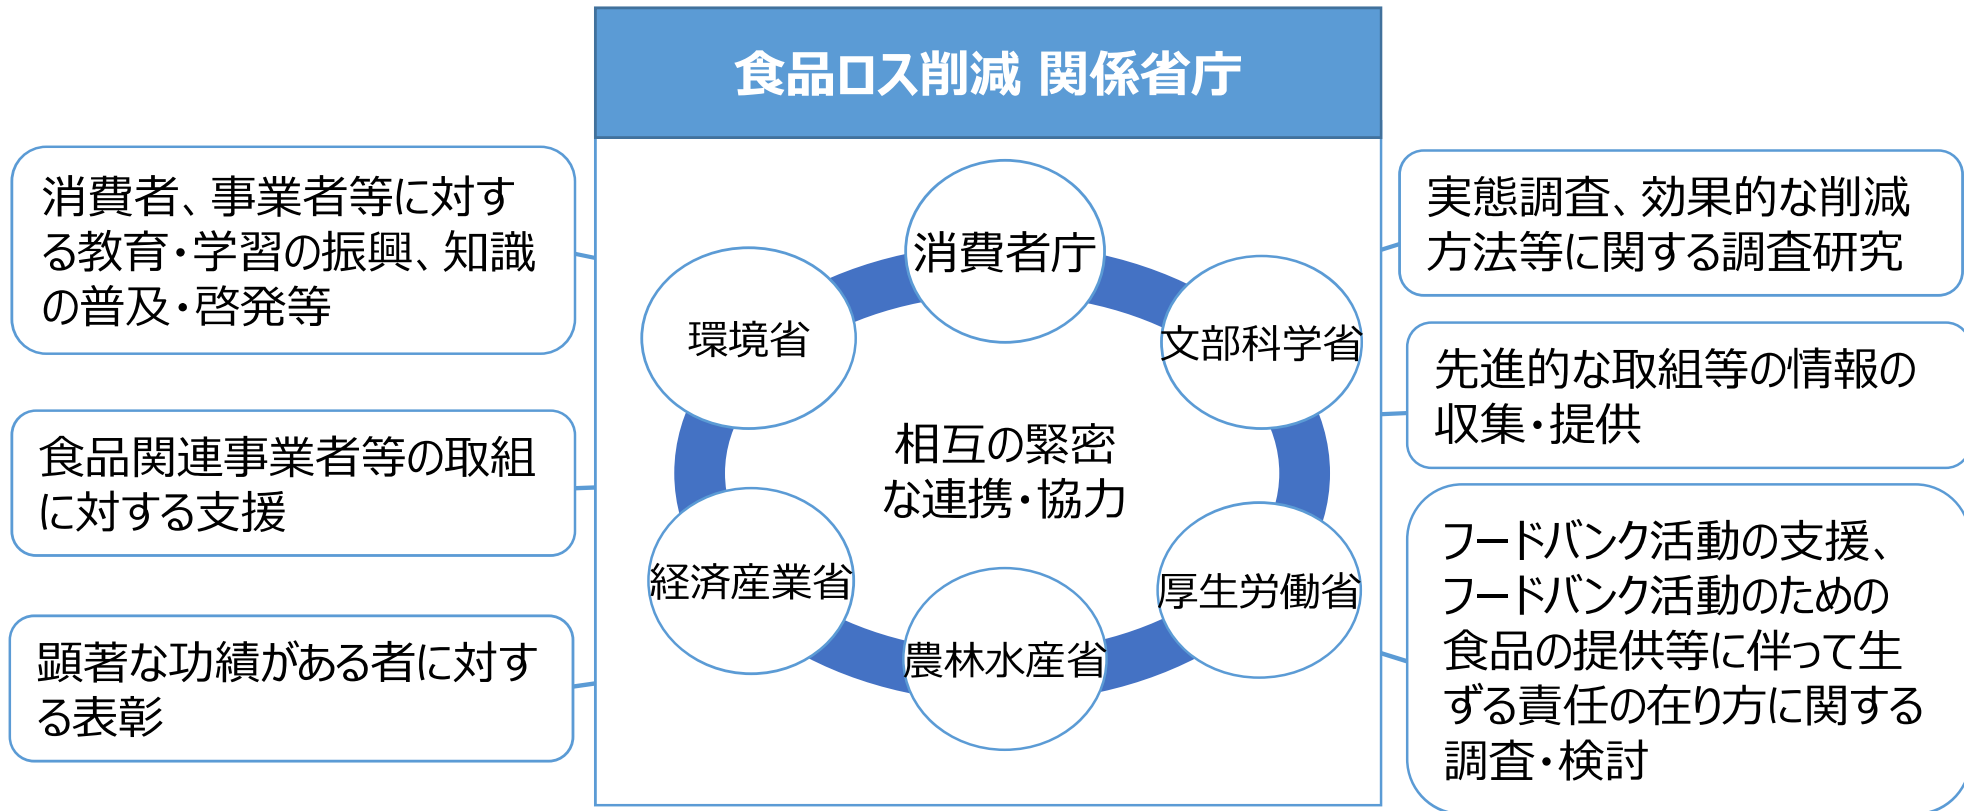 食品ロス削減 関係省庁
消費者、事業者等に対す
る教育・学習の振興、知識
の普及・啓発等
食品関連事業者等の取組
に対する支援
顕著な功績がある者に対す
る表彰
消費者庁
環境省
文部科学省
相互の緊密
な連携・協力
経済産業省
厚生労働省
農林水産省
実態調査、効果的な削減
方法等に関する調査研究
先進的な取組等の情報の
収集・提供
フードバンク活動の支援、
フードバンク活動のための
食品の提供等に伴って生
ずる責任の在り方に関する
調査・検討